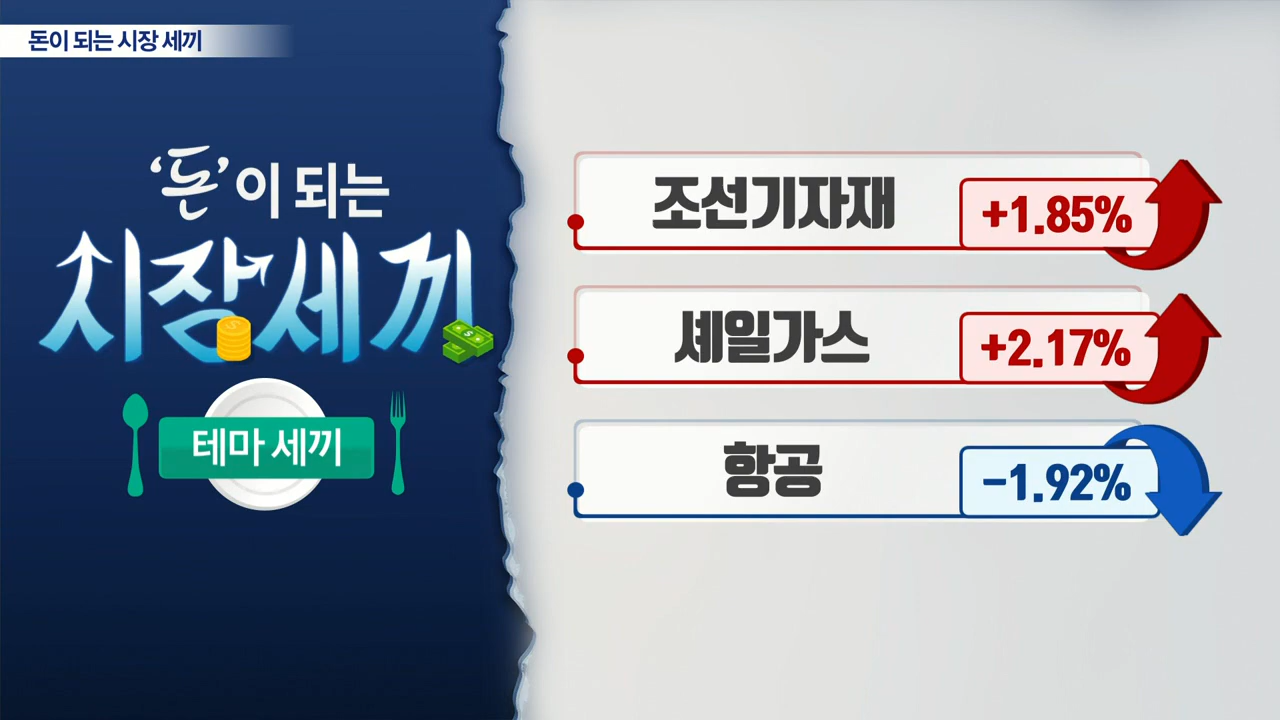 돈이 되는 시장 세끼
‘돈’이 되는
시장세끼
테마 세끼
조선기자재
+1.85%
셰일가스
+2.17%
항공
-1.92%